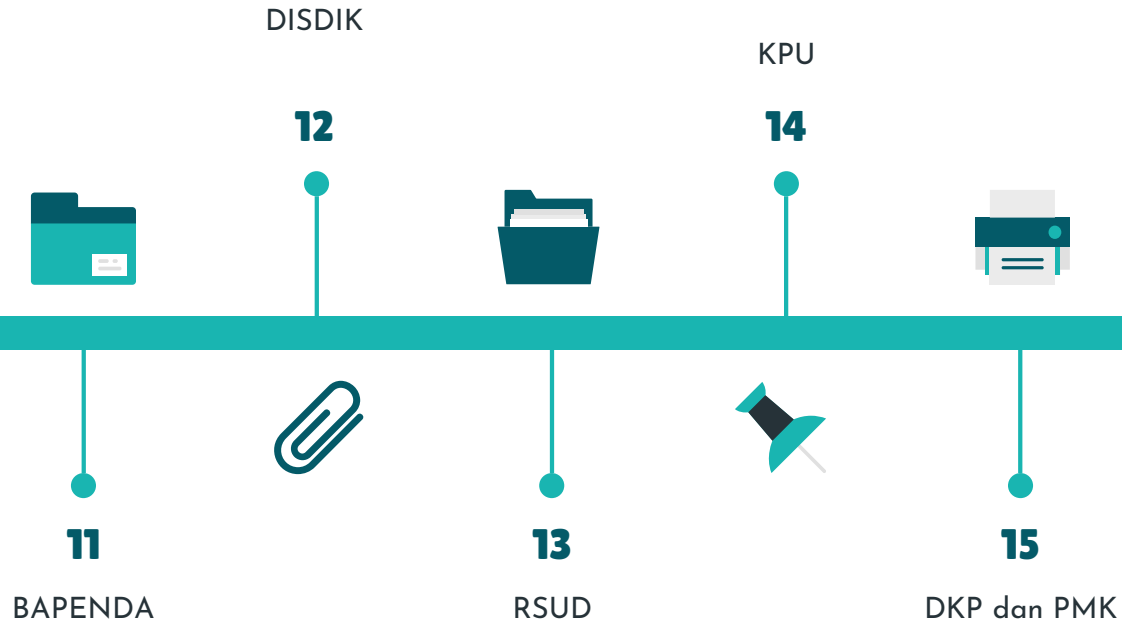 DISDIK
KPU
12
14
11
13
15
BAPENDA
RSUD
DKP dan PMK